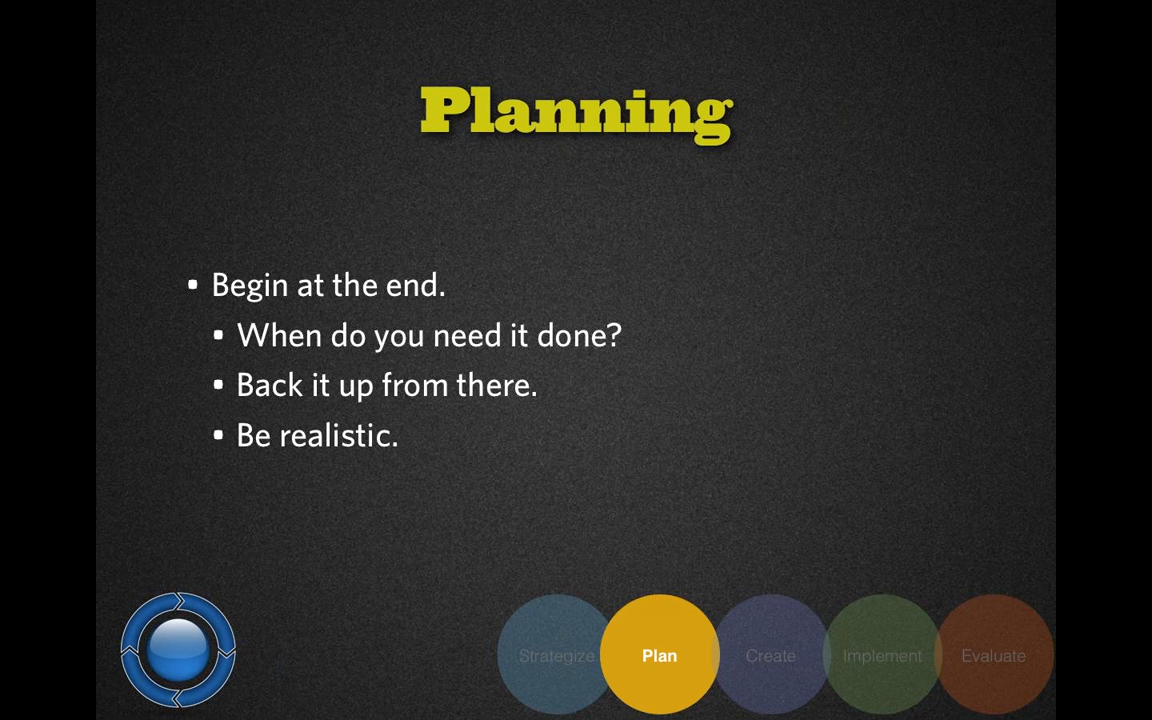 Planning
• Begin at the end.
• When do you need it done?
• Back it up from there.
• Be realistic.
Strategize Plan Create Implement Evaluate